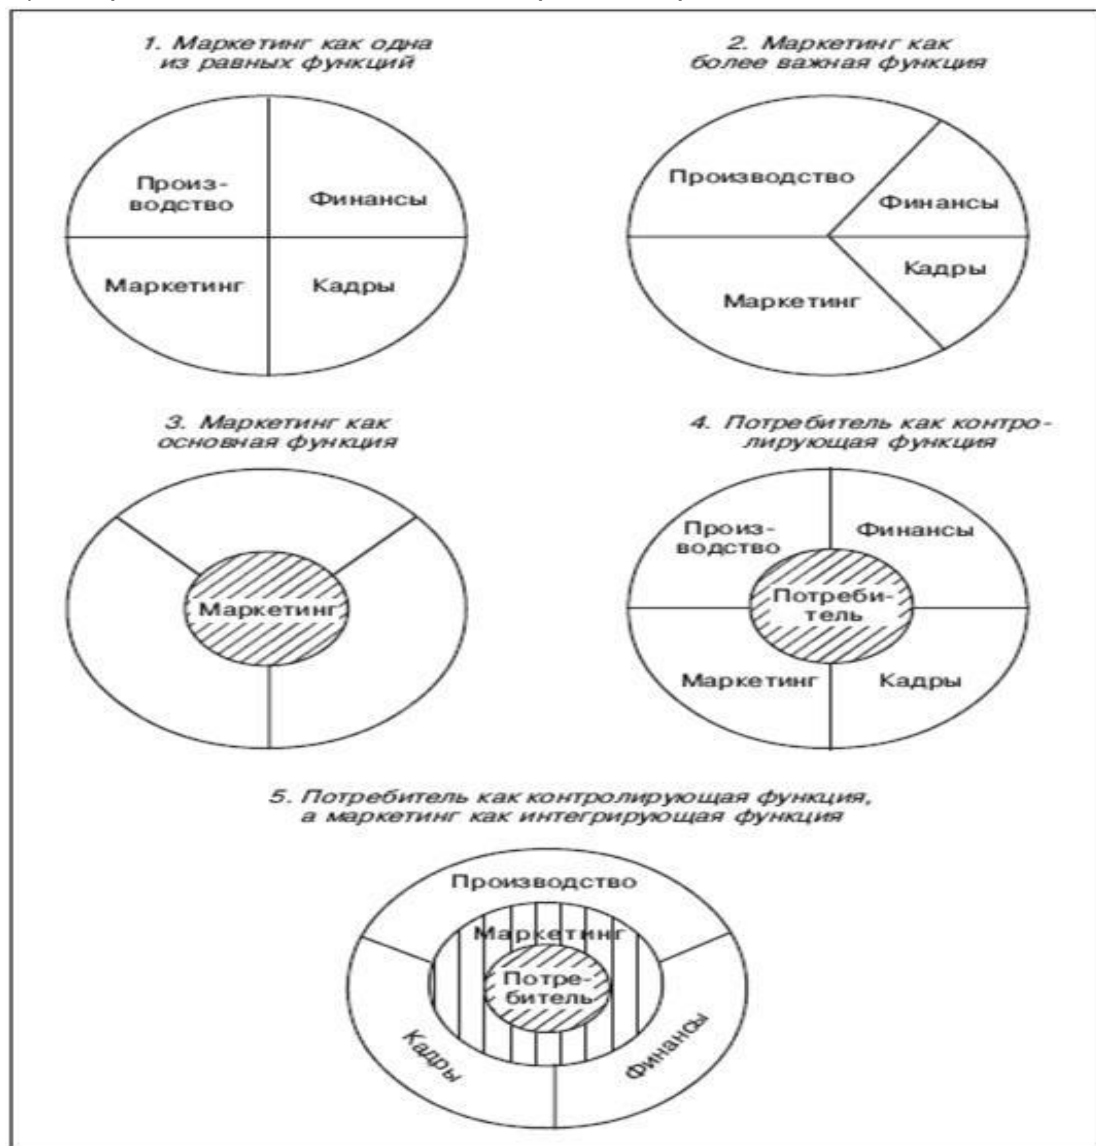 1. Маркетинг как одна
из равных функций
2. Маркетинг как
более важная функция
Произ-
водство
Финансы
Маркетинг
Кадры
Производство
Финансы
Кадры
Маркетинг
3. Маркетинг как
основная функция
4. Потребитель как контро-
лирующая функция
Маркетинг
Произ-
водство
Финансы
Потреби-
тель
Маркетинг
Кадры
5. Потребитель как контролирующая функция,
а маркетинг как интегрирующая функция
Производство
Маркетинг
Потре-
битель
Кадры
Финансы